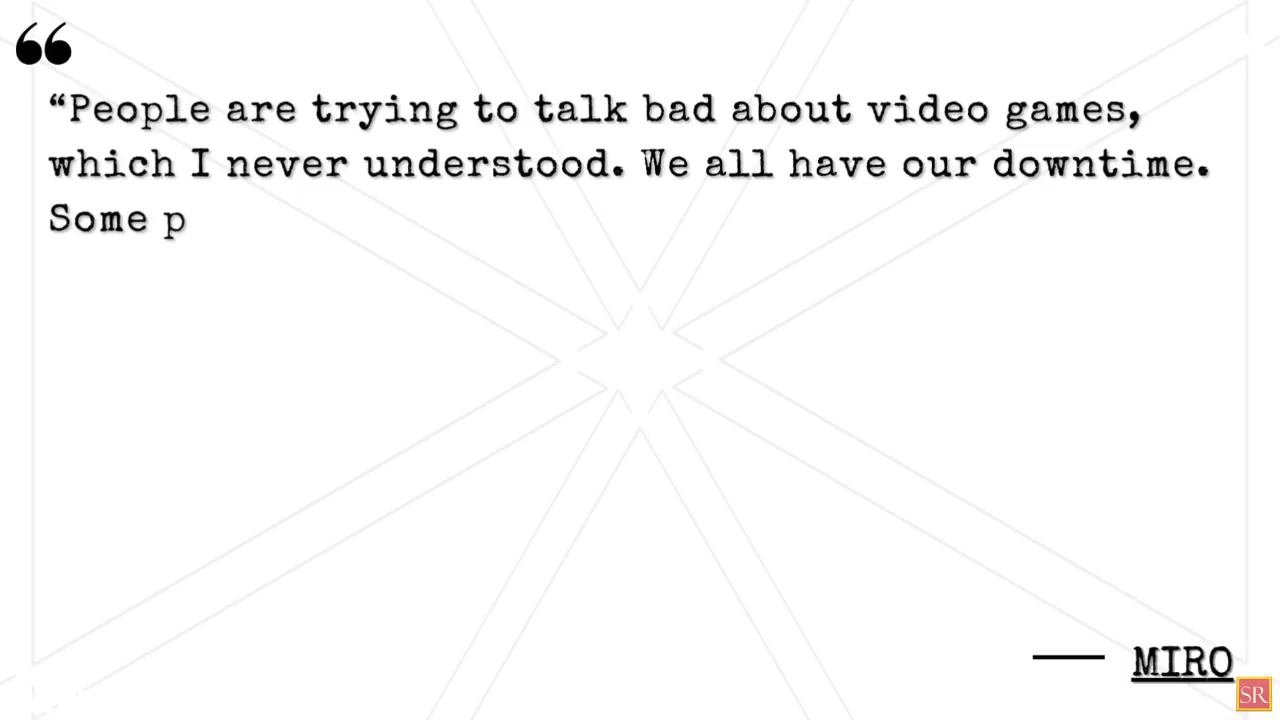 ❝
“People are trying to talk bad about video games,
which I never understood. We all have our downtime.
Some p
— MIRO
SR